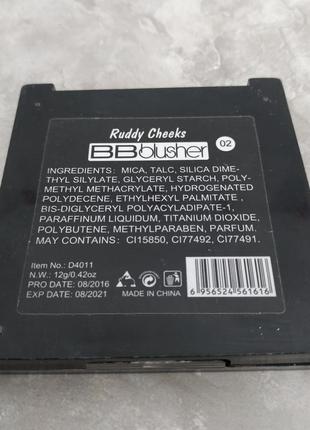 Ruddy Cheeks
BB blusher 02
INGREDIENTS: MICA, TALC, SILICA DIME-
THYL SILYLATE, GLYCERYL STARCH, POLY-
METHYL METHACRYLATE, HYDROGENATED
POLYDECENE, ETHYLHEXYL PALMITATE ,
BIS-DIGLYCERYL POLYACYLADIPATE-1,
PARAFFINUM LIQUIDUM, TITANIUM DIOXIDE,
POLYBUTENE, METHYLPARABEN, PARFUM.
MAY CONTAINS: CI15850, CI77492, CI77491.
Item No.: D4011
N.W.: 12g/0.42oz
PRO DATE: 08/2016
EXP DATE: 08/2021
MADE IN CHINA
6 956524 561616